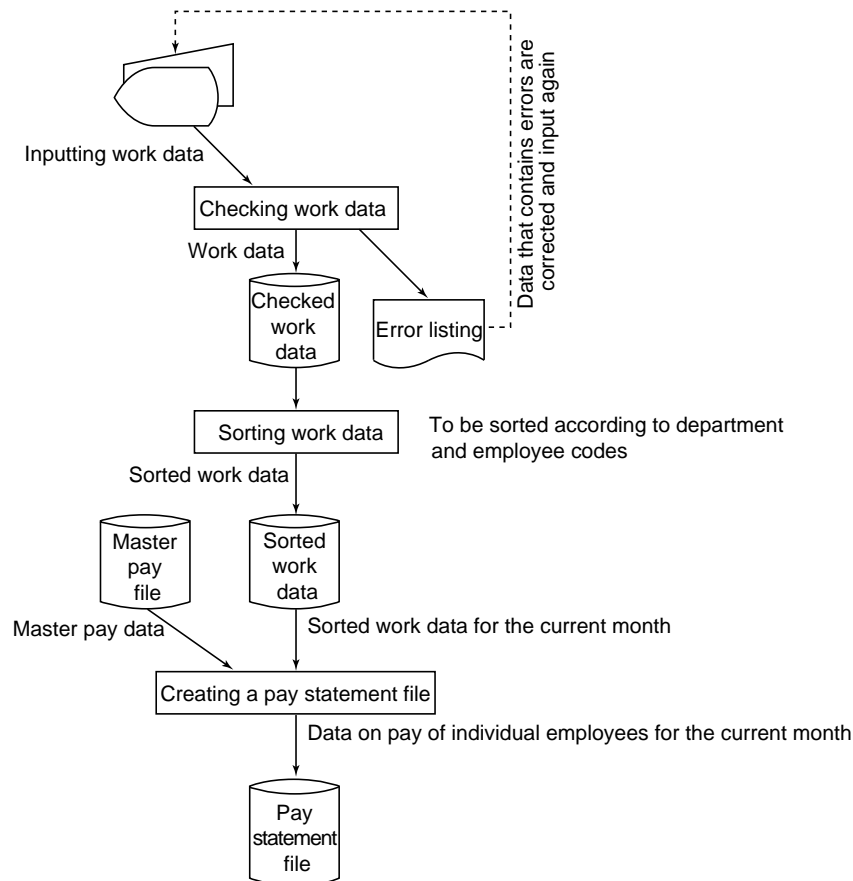 Data that contains errors are
corrected and input again
Inputting work data
Checking work data
Work data
Checked
work
data
Error listing
Sorting work data
To be sorted according to department
and employee codes
Sorted work data
Master
pay
file
Sorted
work
data
Master pay data
Sorted work data for the current month
Creating a pay statement file
Data on pay of individual employees for the current month
Pay
statement
file